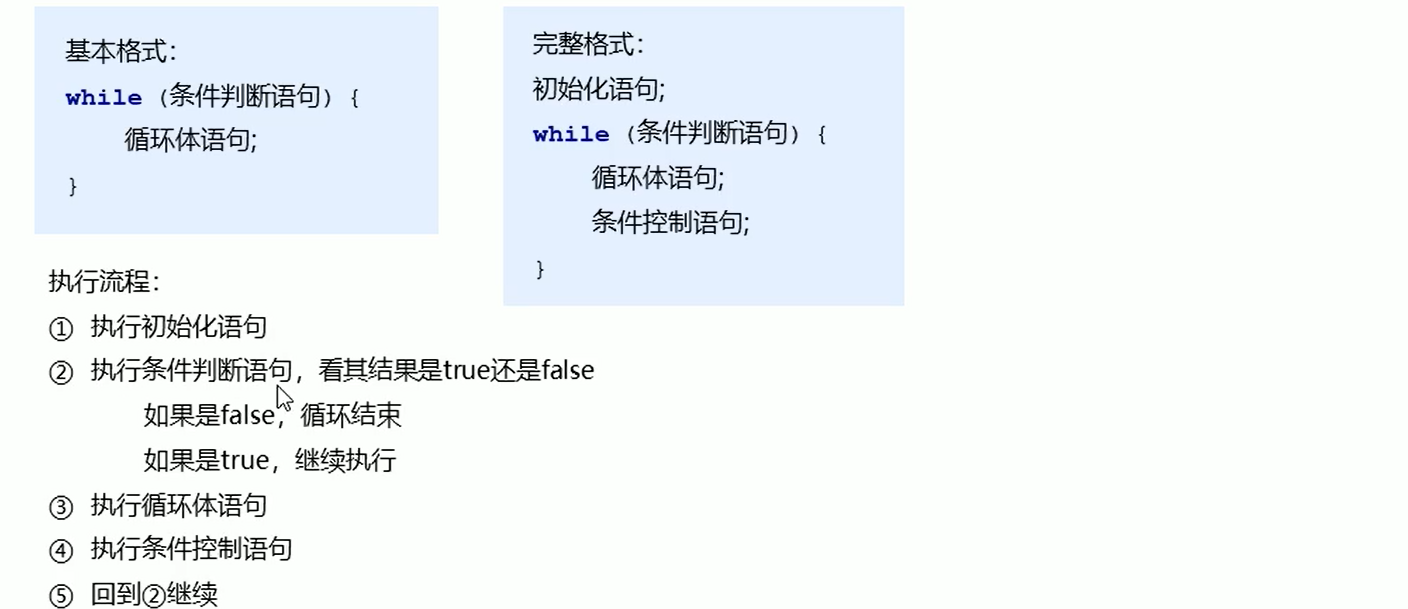 基本格式：
while (条件判断语句) {
循环体语句;
}
完整格式：
初始化语句;
while (条件判断语句) {
循环体语句;
条件控制语句;
}
执行流程：
① 执行初始化语句
② 执行条件判断语句，看其结果是true还是false
如果是false，循环结束
如果是true，继续执行
③ 执行循环体语句
④ 执行条件控制语句
⑤ 回到②继续